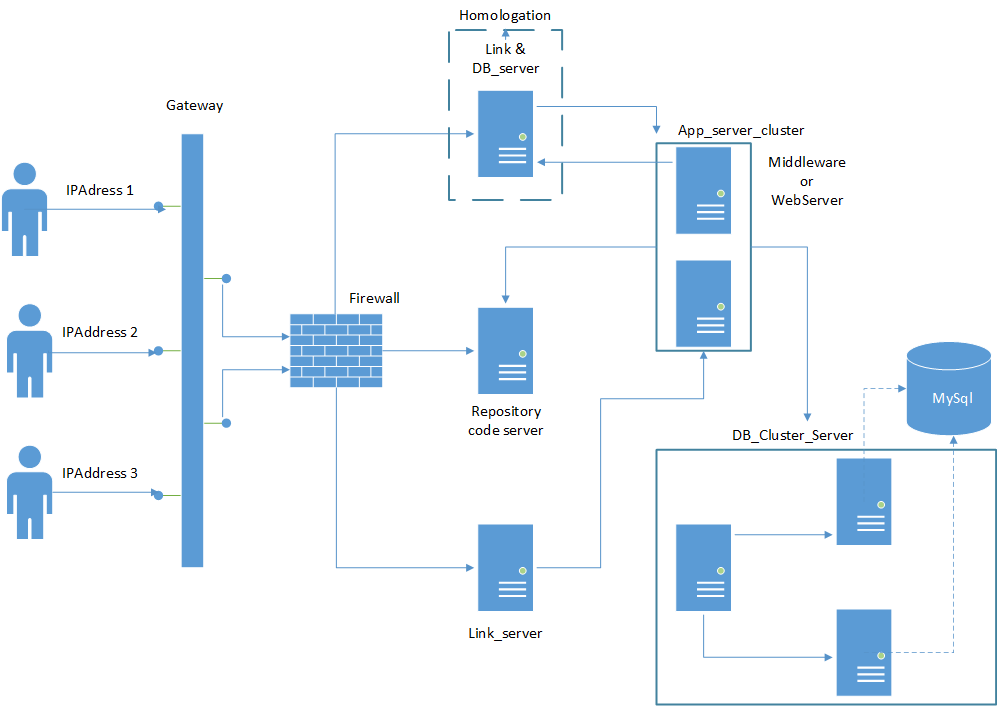 Homologation
Link &
DB_server
Gateway
App_server_cluster
Middleware
or
WebServer
IPAdress 1
Firewall
IPAddress 2
MySql
Repository
code server
DB_Cluster_Server
IPAddress 3
Link_server